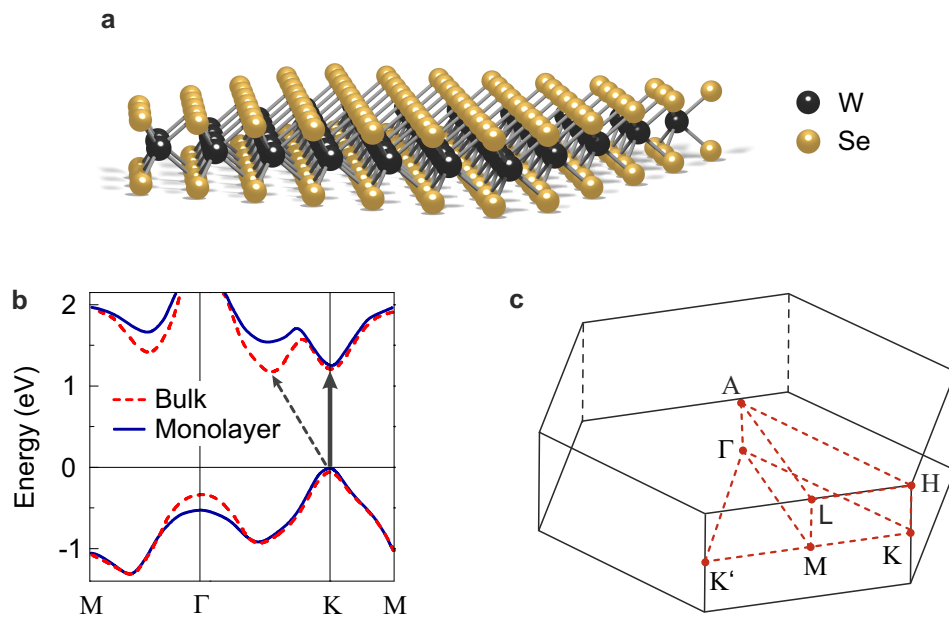 a
W
Se
b
2
1
0
-1
Energy (eV)
Bulk
Monolayer
M
Γ
K
M
c
A
Γ
H
L
K
M
K‘